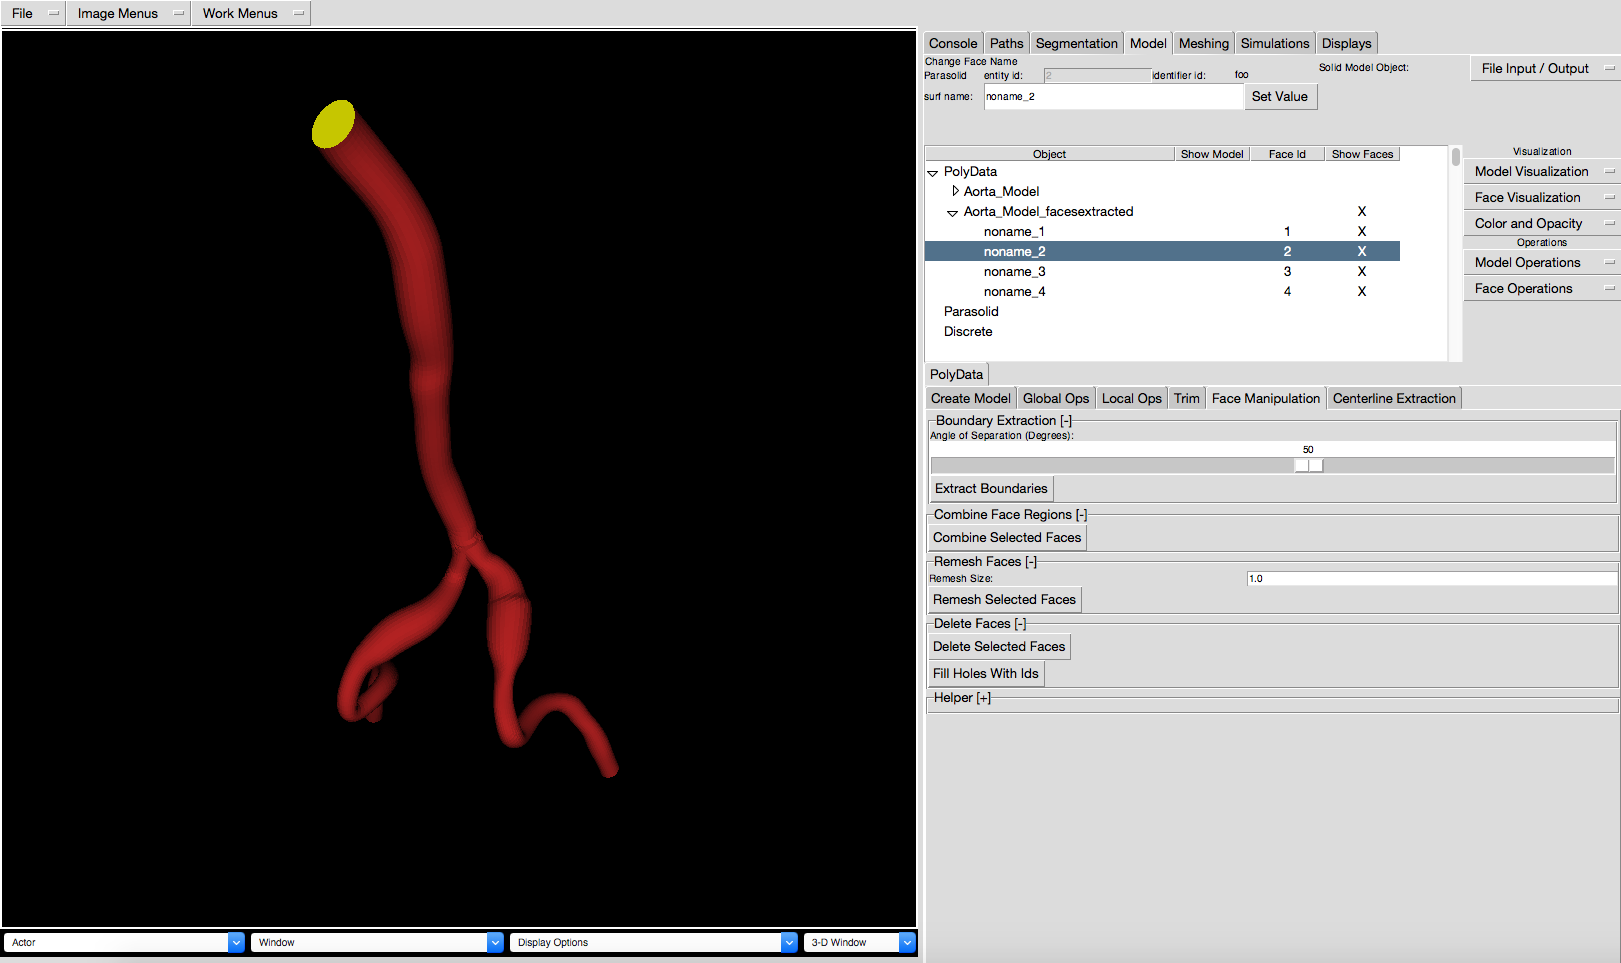 File Image Menus Work Menus
Console Paths Segmentation Model Meshing Simulations Displays
Change Face Name
Parasolid entity id: 2 identifier id: foo Solid Model Object: File Input / Output
surf name: noname_2 Set Value
Object Show Model Face Id Show Faces
PolyData
Aorta_Model
Aorta_Model_facesextracted X
noname_1 1 X
noname_2 2 X
noname_3 3 X
noname_4 4 X
Parasolid
Discrete
Visualization
Model Visualization
Face Visualization
Color and Opacity
Operations
Model Operations
Face Operations
PolyData
Create Model Global Ops Local Ops Trim Face Manipulation Centerline Extraction
Boundary Extraction [-]
Angle of Separation (Degrees):
50
Extract Boundaries
Combine Face Regions [-]
Combine Selected Faces
Remesh Faces [-]
Remesh Size: 1.0
Remesh Selected Faces
Delete Faces [-]
Delete Selected Faces
Fill Holes With Ids
Helper [+]
Actor Window Display Options 3-D Window